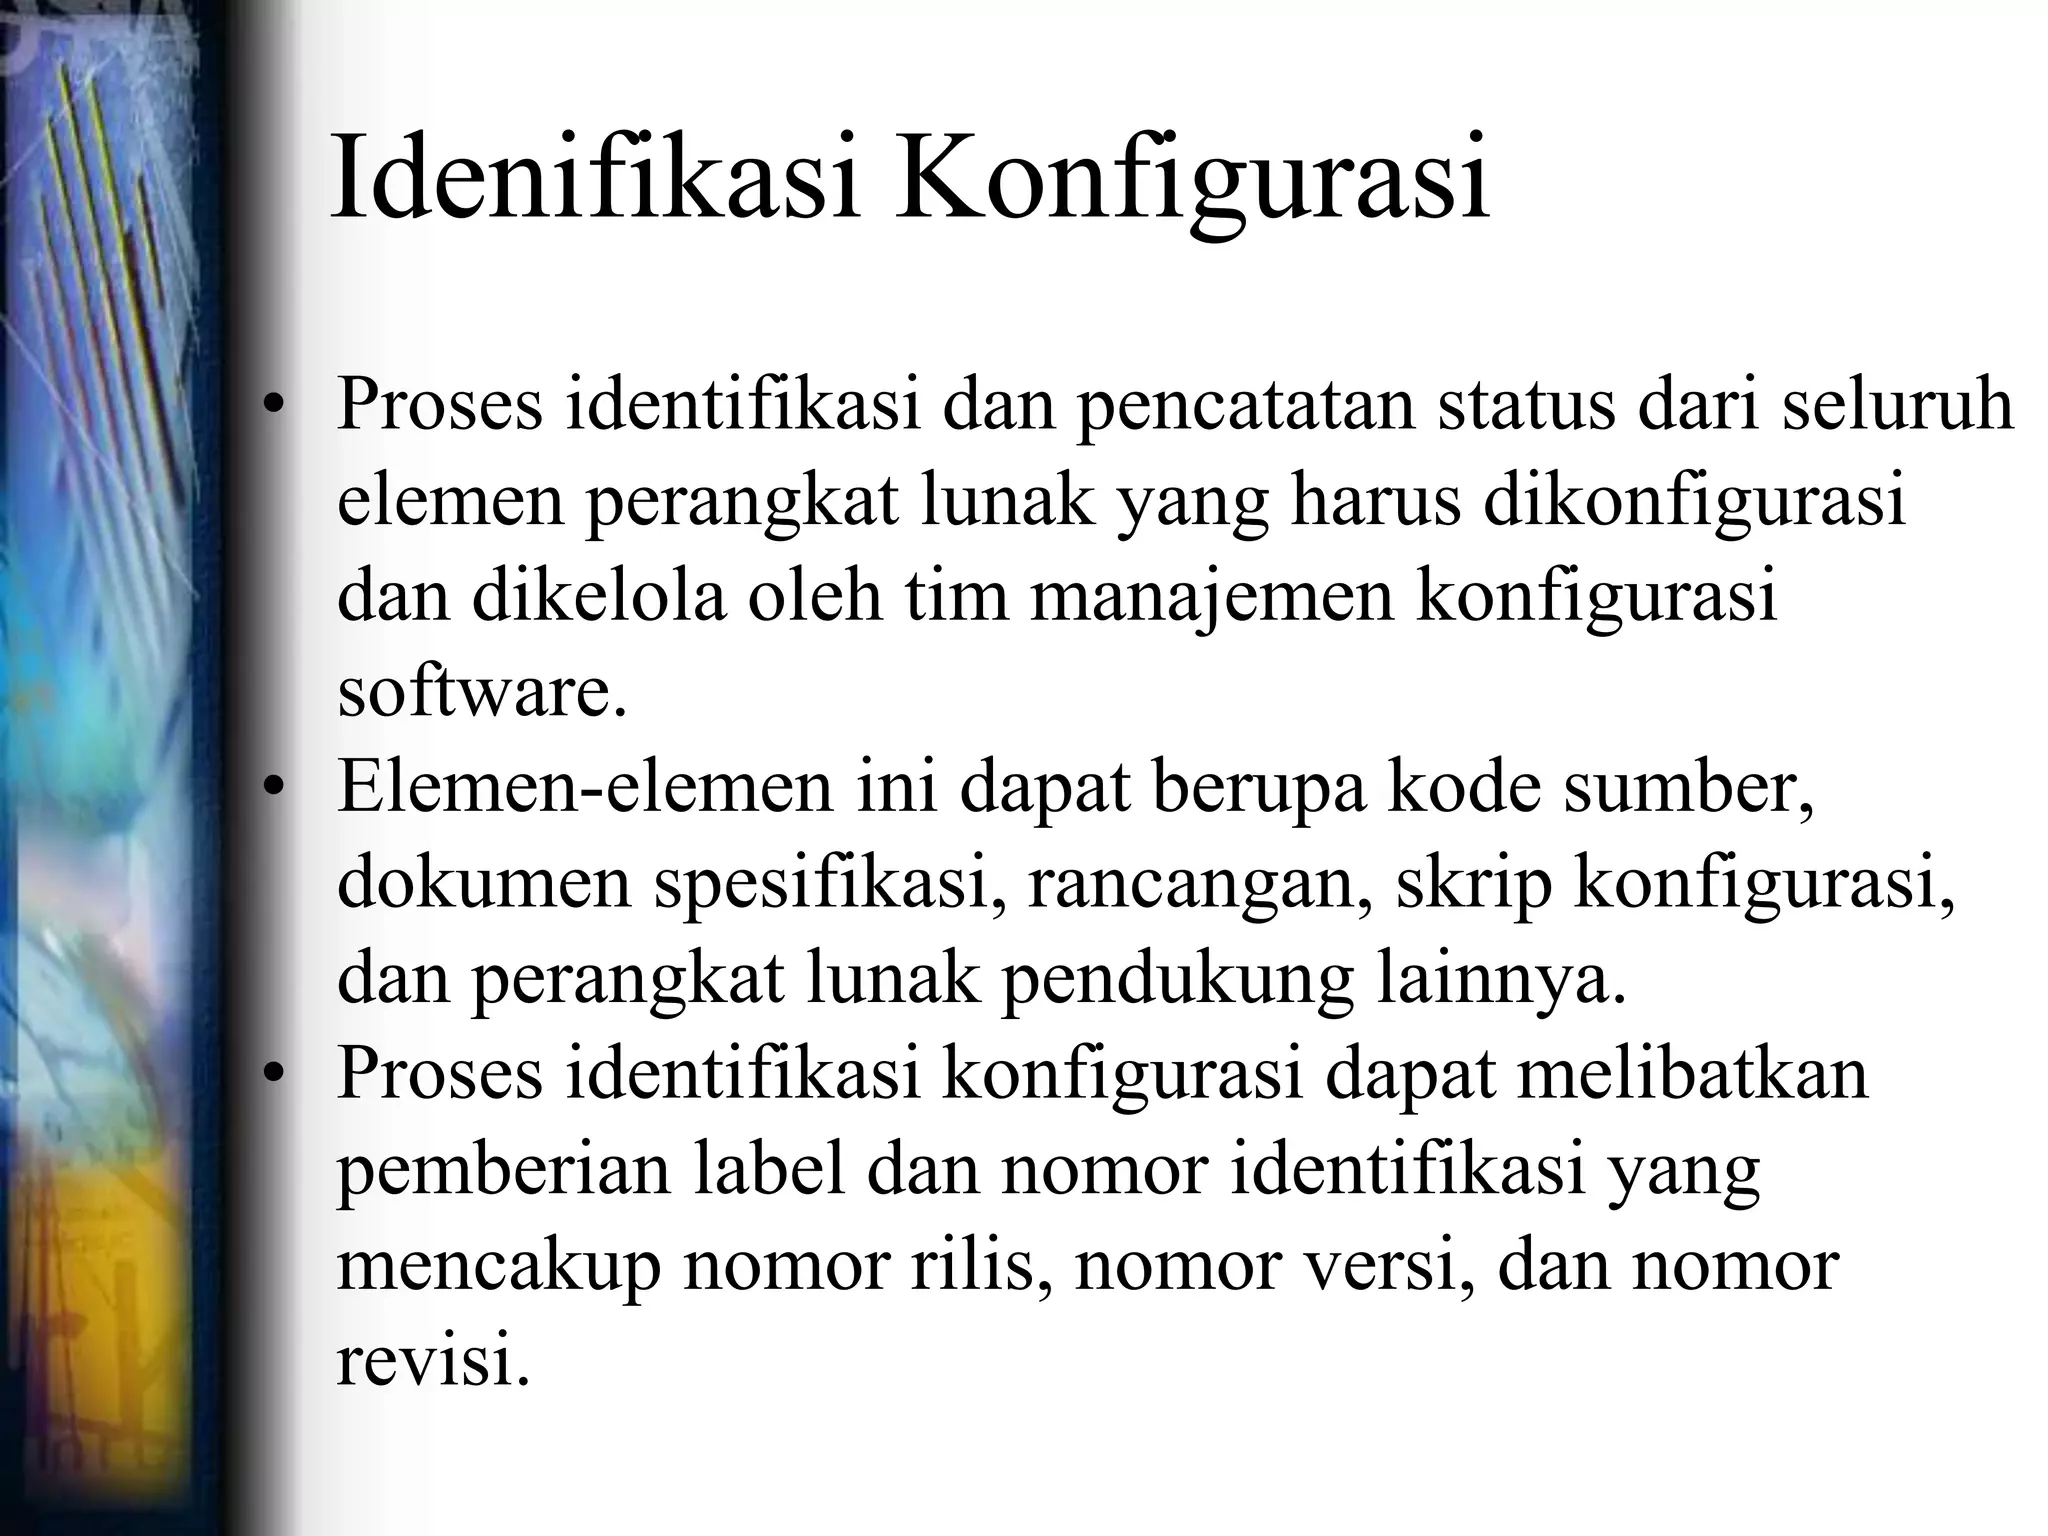 Idenifikasi Konfigurasi
• Proses identifikasi dan pencatatan status dari seluruh
elemen perangkat lunak yang harus dikonfigurasi
dan dikelola oleh tim manajemen konfigurasi
software.
• Elemen-elemen ini dapat berupa kode sumber,
dokumen spesifikasi, rancangan, skrip konfigurasi,
dan perangkat lunak pendukung lainnya.
• Proses identifikasi konfigurasi dapat melibatkan
pemberian label dan nomor identifikasi yang
mencakup nomor rilis, nomor versi, dan nomor
revisi.